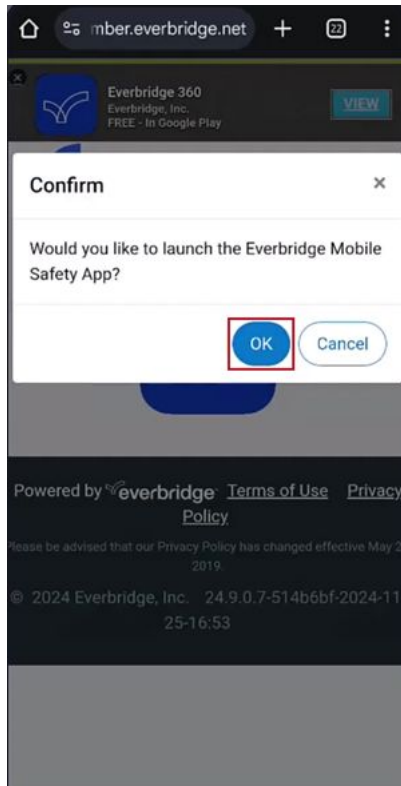 mber.everbridge.net
22
Everbridge 360
Everbridge, Inc.
FREE - In Google Play
VIEW
Confirm
Would you like to launch the Everbridge Mobile
Safety App?
OK
Cancel
Powered by everbridge Terms of Use Privacy
Policy
Please be advised that our Privacy Policy has changed effective May 2
2019.
© 2024 Everbridge, Inc. 24.9.0.7-514b6bf-2024-11
25-16:53